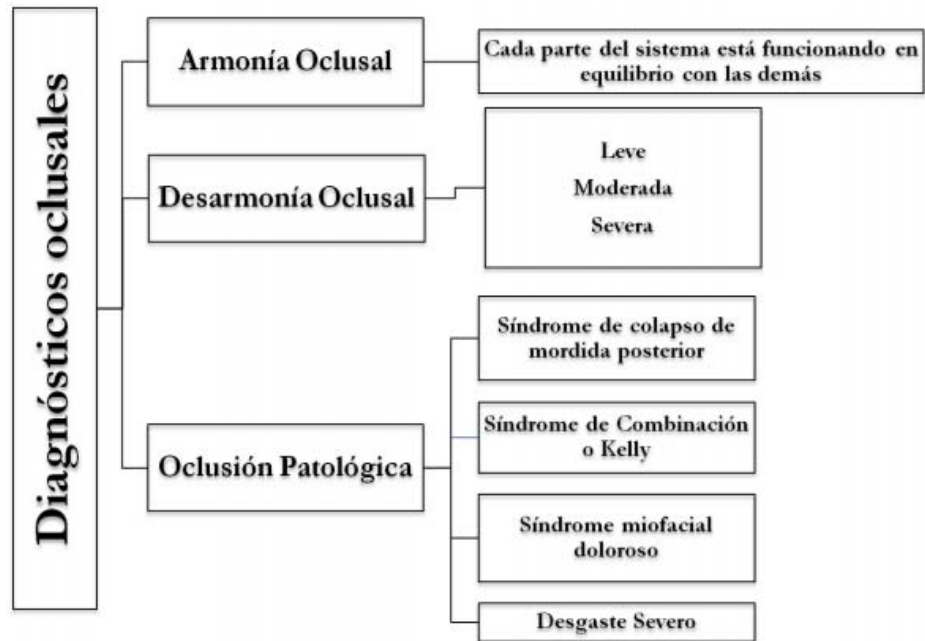 Diagnósticos oclusales
Armonía Oclusal
Cada parte del sistema está funcionando en
equilibrio con las demás
Desarmonía Oclusal
Leve
Moderada
Severa
Oclusión Patológica
Síndrome de colapso de
mordida posterior
Síndrome de Combinación
o Kelly
Síndrome miofacial
doloroso
Desgaste Severo